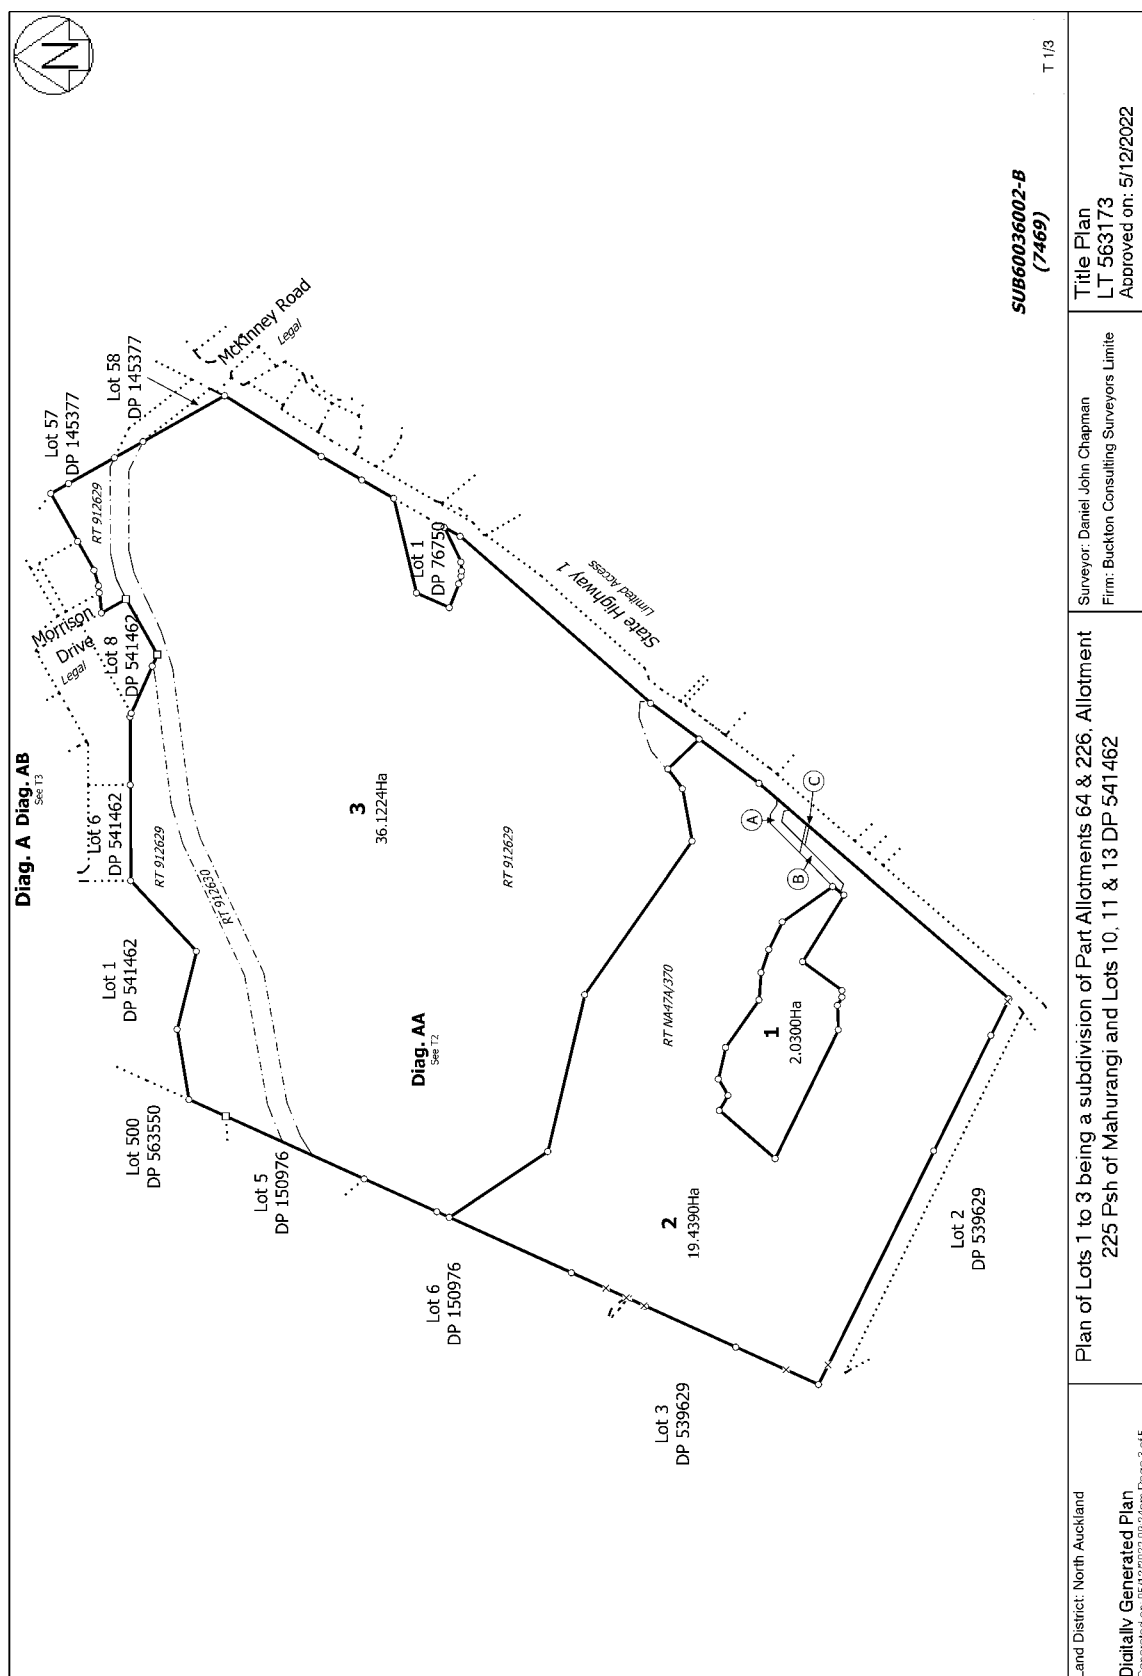 N
T 1/3
Diag. A
Diag. AB
See T3
Lot 57
DP 145377
Lot 58
DP 145377
McKinney Road
Legal
RT 912629
Morrison
Drive
Legal
Lot 8
DP 541462
Lot 6
DP 541462
RT 912629
RT 912630
Lot 1
DP 541462
Lot 500
DP 563550
Lot 5
DP 150976
Lot 6
DP 150976
Lot 3
DP 539629
Lot 2
DP 539629
Lot 1
DP 76750
State Highway 1
Limited Access
3
36.1224Ha
RT 912629
Diag. AA
See T2
RT NA47A/370
1
2.0300Ha
2
19.4390Ha
A
B
C
SUB60036002-B
(7469)
Land District: North Auckland
Digitally Generated Plan
Plan of Lots 1 to 3 being a subdivision of Part Allotments 64 & 226, Allotment
225 Psh of Mahurangi and Lots 10, 11 & 13 DP 541462
Surveyor: Daniel John Chapman
Firm: Buckton Consulting Surveyors Limite
Title Plan
LT 563173
Approved on: 5/12/2022